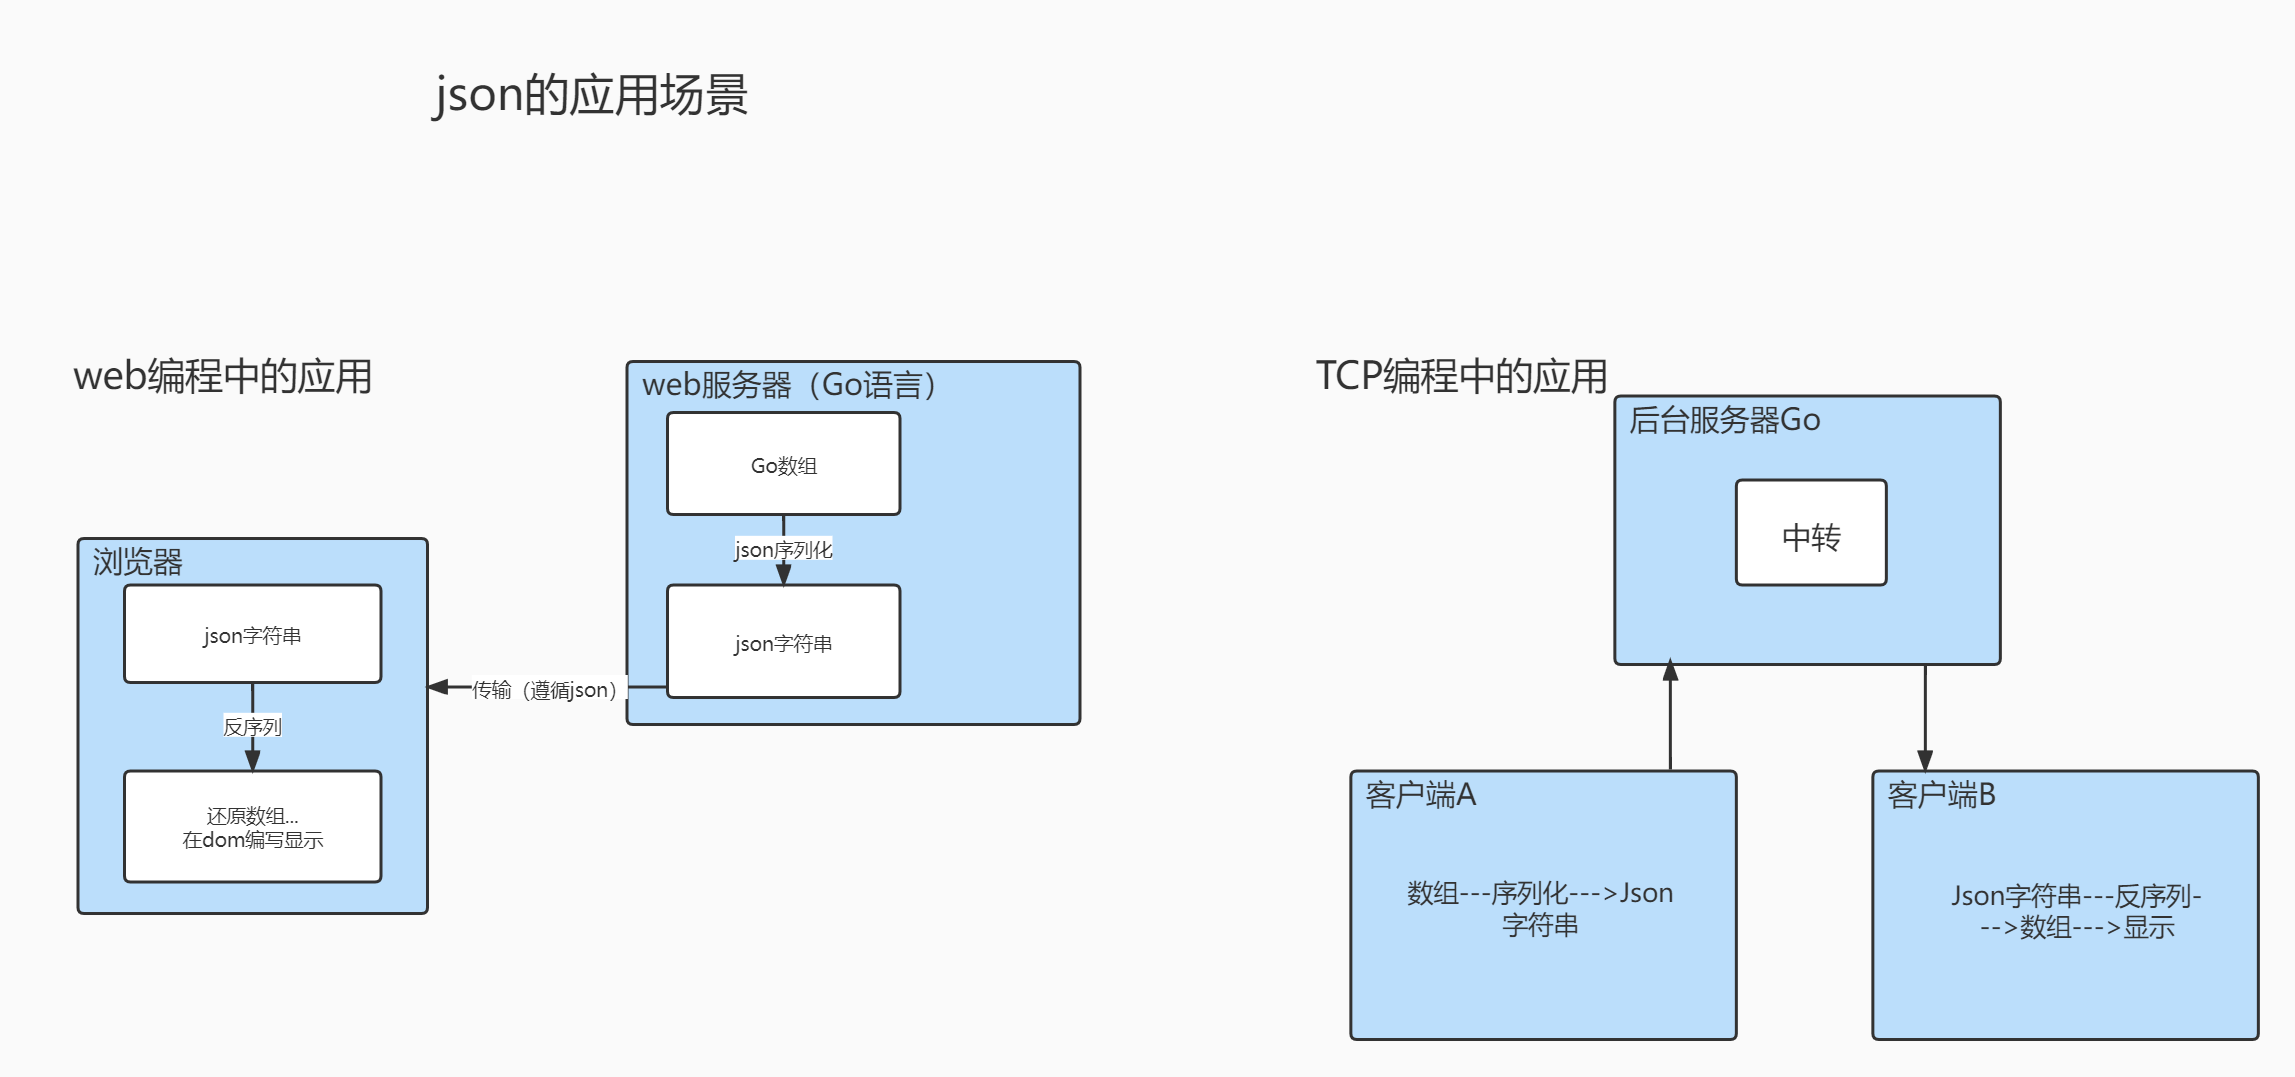 json的应用场景
web编程中的应用
web服务器（Go语言）
Go数组
json序列化
json字符串
传输（遵循json）
浏览器
json字符串
反序列
还原数组...
在dom编写显示
TCP编程中的应用
后台服务器Go
中转
客户端A
数组---序列化--->Json
字符串
客户端B
Json字符串---反序列-
-->数组--->显示